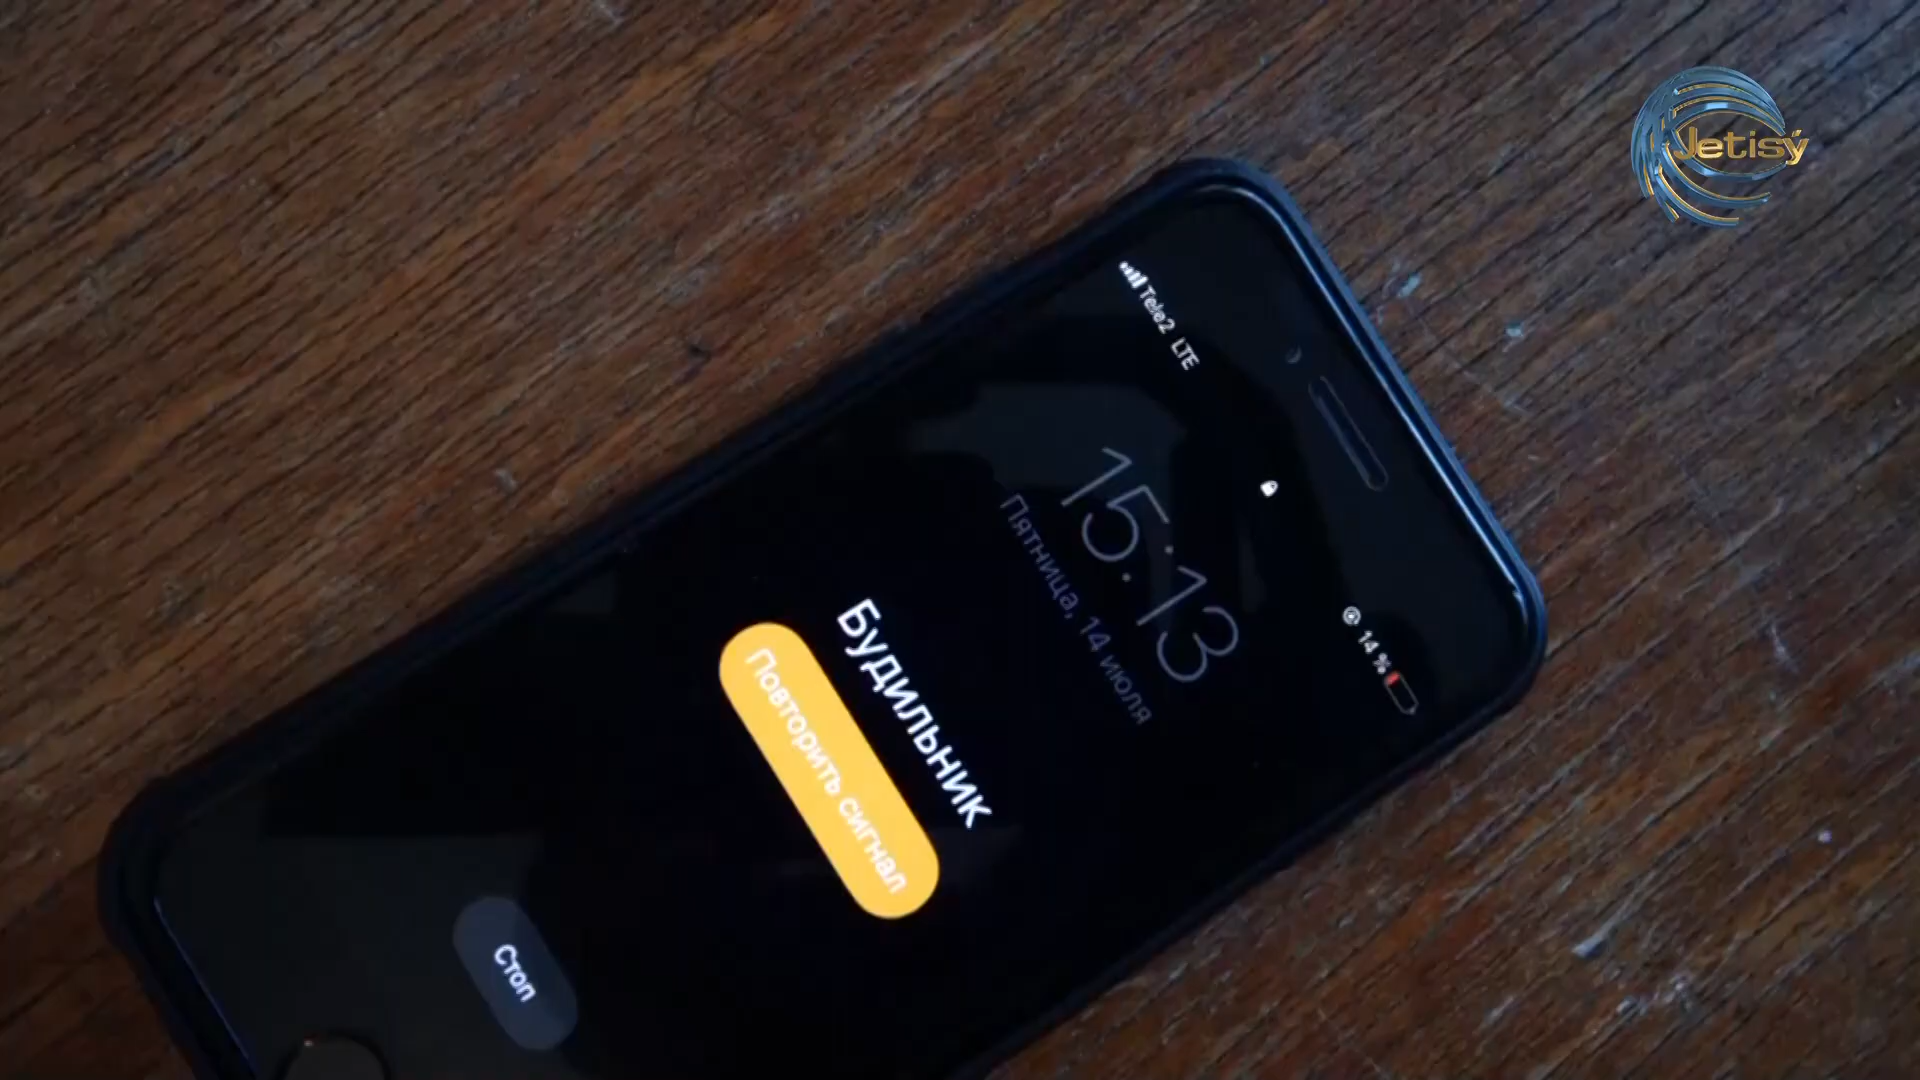 Tele2 LTE
14 %
15:13
Пятница, 14 июля
Будильник
Повторить сигнал
Стоп
Jetisý